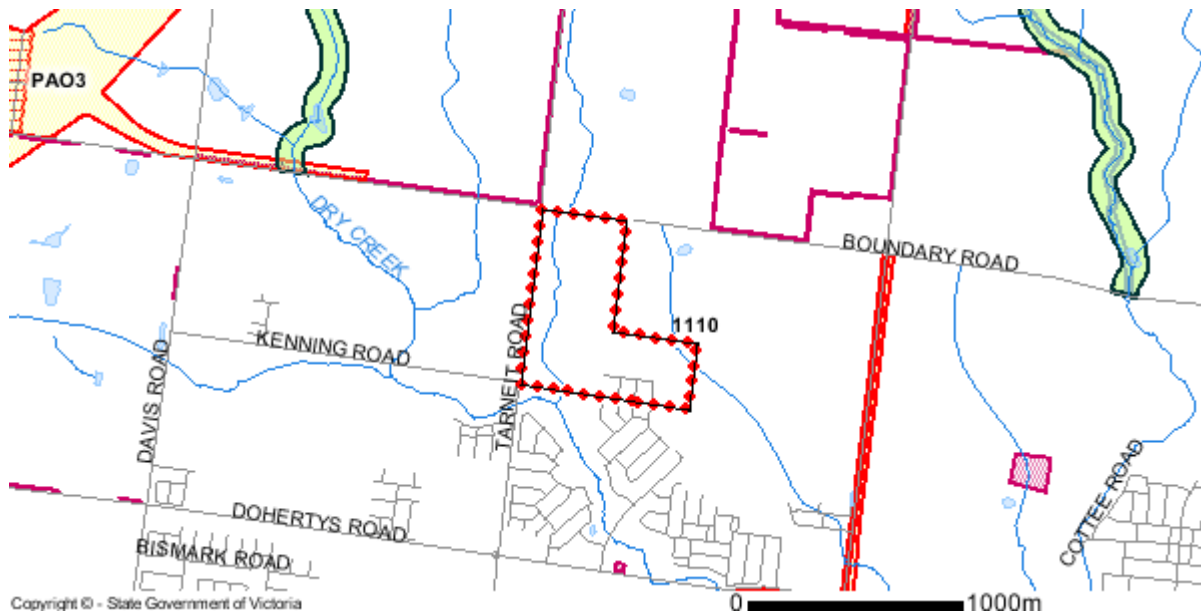 PAO3
DRY CREEK
BOUNDARY ROAD
1110
KENNING ROAD
TARNEIT ROAD
DAVIS ROAD
COTTEE ROAD
DOHERTYS ROAD
BISMARK ROAD
Copyright © - State Government of Victoria
0 1000m